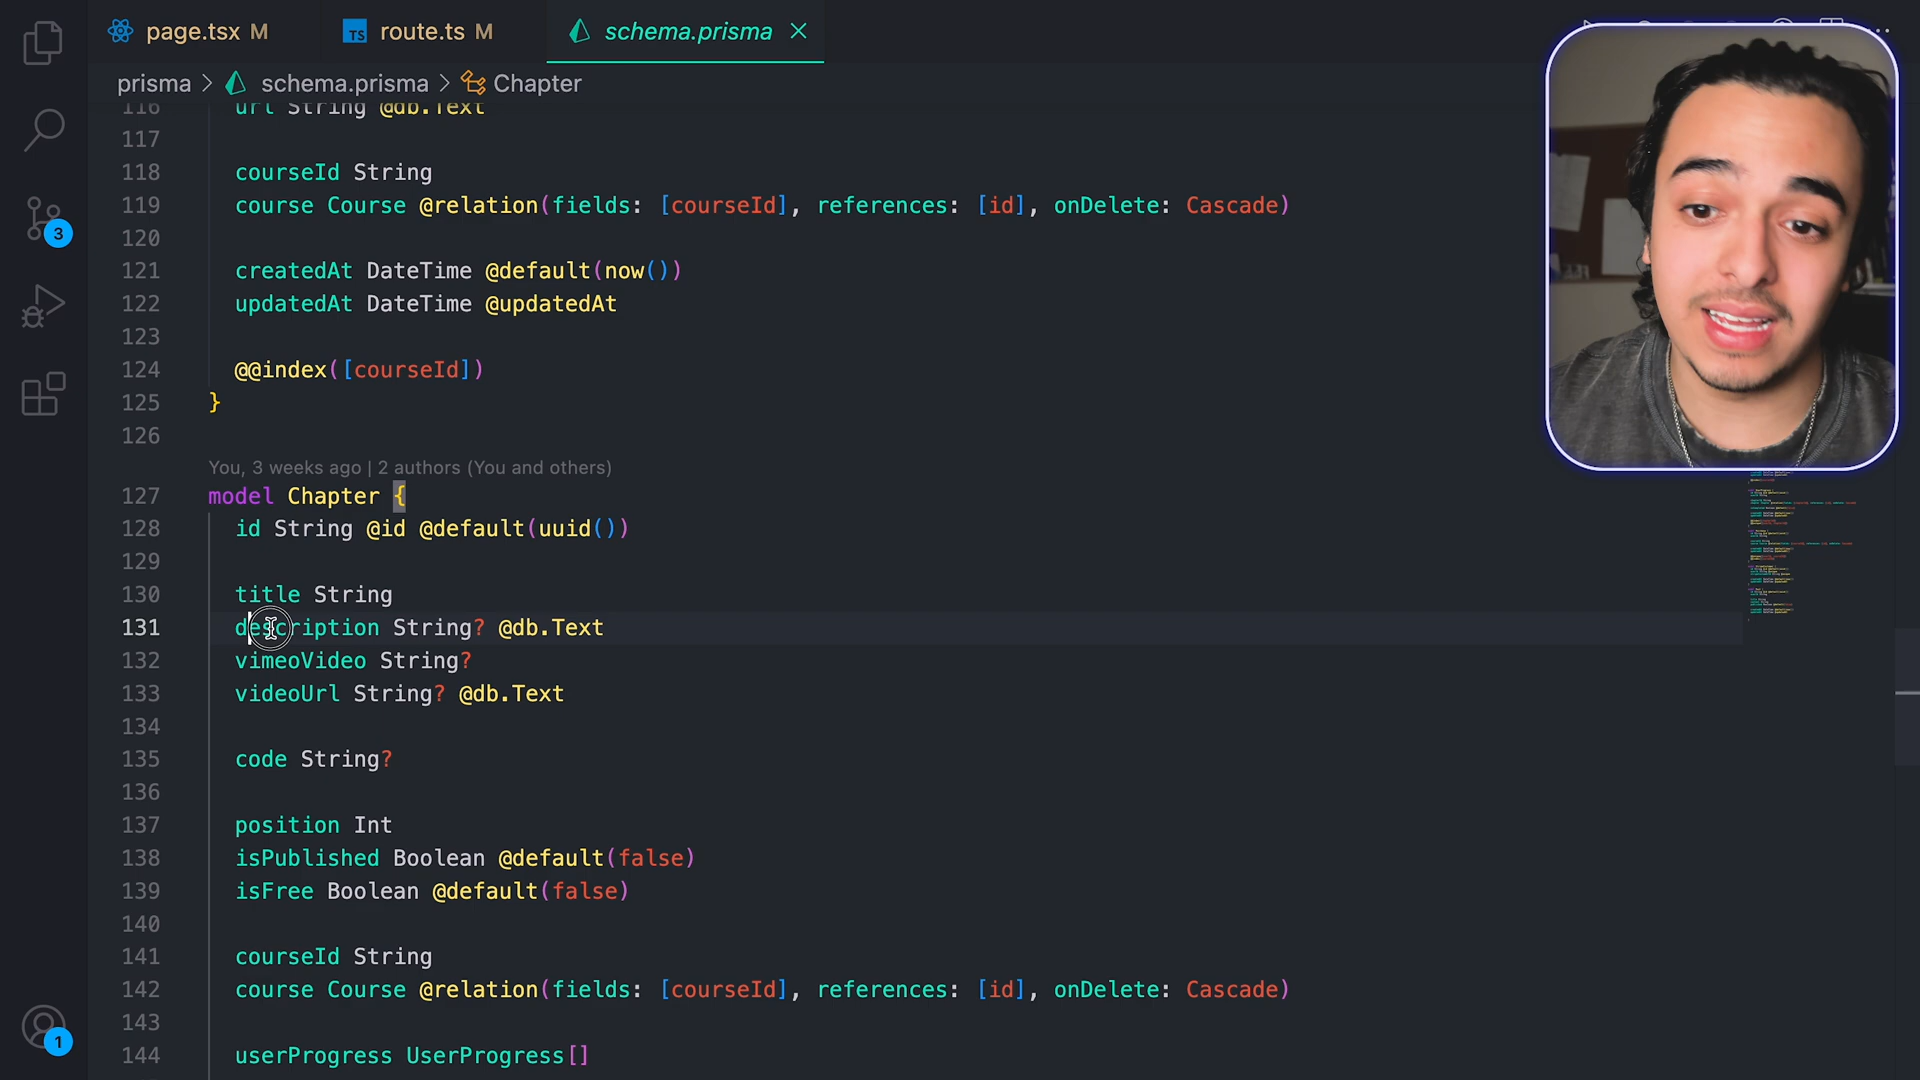 page.tsx M
TS route.ts M
schema.prisma
prisma > schema.prisma > Chapter
116 url String @db.Text
117
118 courseId String
119 course Course @relation(fields: [courseId], references: [id], onDelete: Cascade)
120
121 createdAt DateTime @default(now())
122 updatedAt DateTime @updatedAt
123
124 @@index([courseId])
125 }
126
You, 3 weeks ago | 2 authors (You and others)
127 model Chapter {
128 id String @id @default(uuid())
129
130 title String
131 description String? @db.Text
132 vimeoVideo String?
133 videoUrl String? @db.Text
134
135 code String?
136
137 position Int
138 isPublished Boolean @default(false)
139 isFree Boolean @default(false)
140
141 courseId String
142 course Course @relation(fields: [courseId], references: [id], onDelete: Cascade)
143
144 userProgress UserProgress[]
3
1